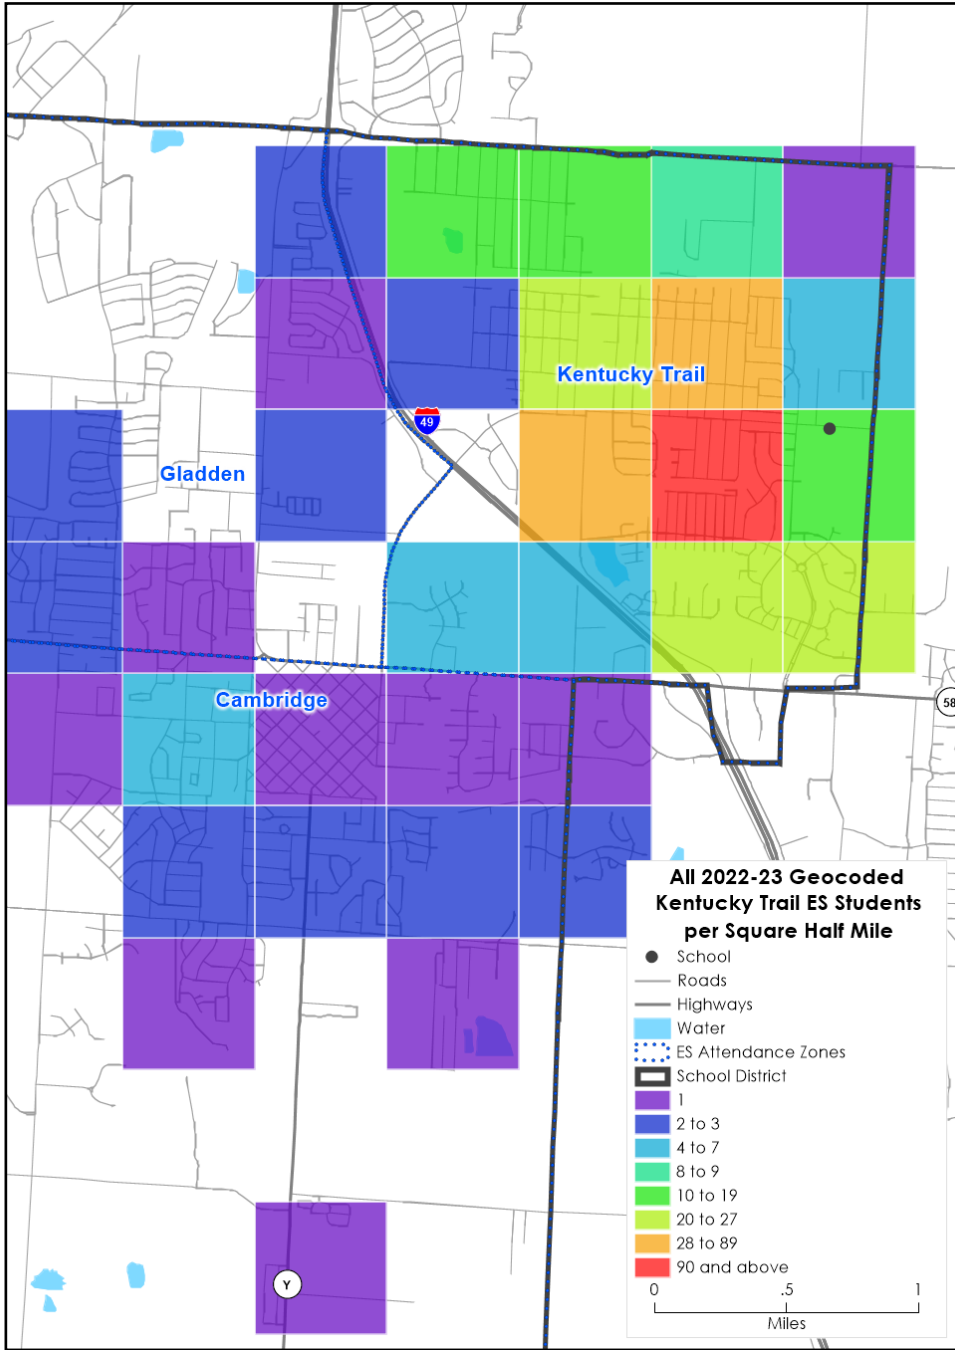 Kentucky Trail
49
Gladden
Cambridge
58
All 2022-23 Geocoded
Kentucky Trail ES Students
per Square Half Mile
School
Roads
Highways
Water
ES Attendance Zones
School District
1
2 to 3
4 to 7
8 to 9
10 to 19
20 to 27
28 to 89
90 and above
0 .5 1
Miles
Y